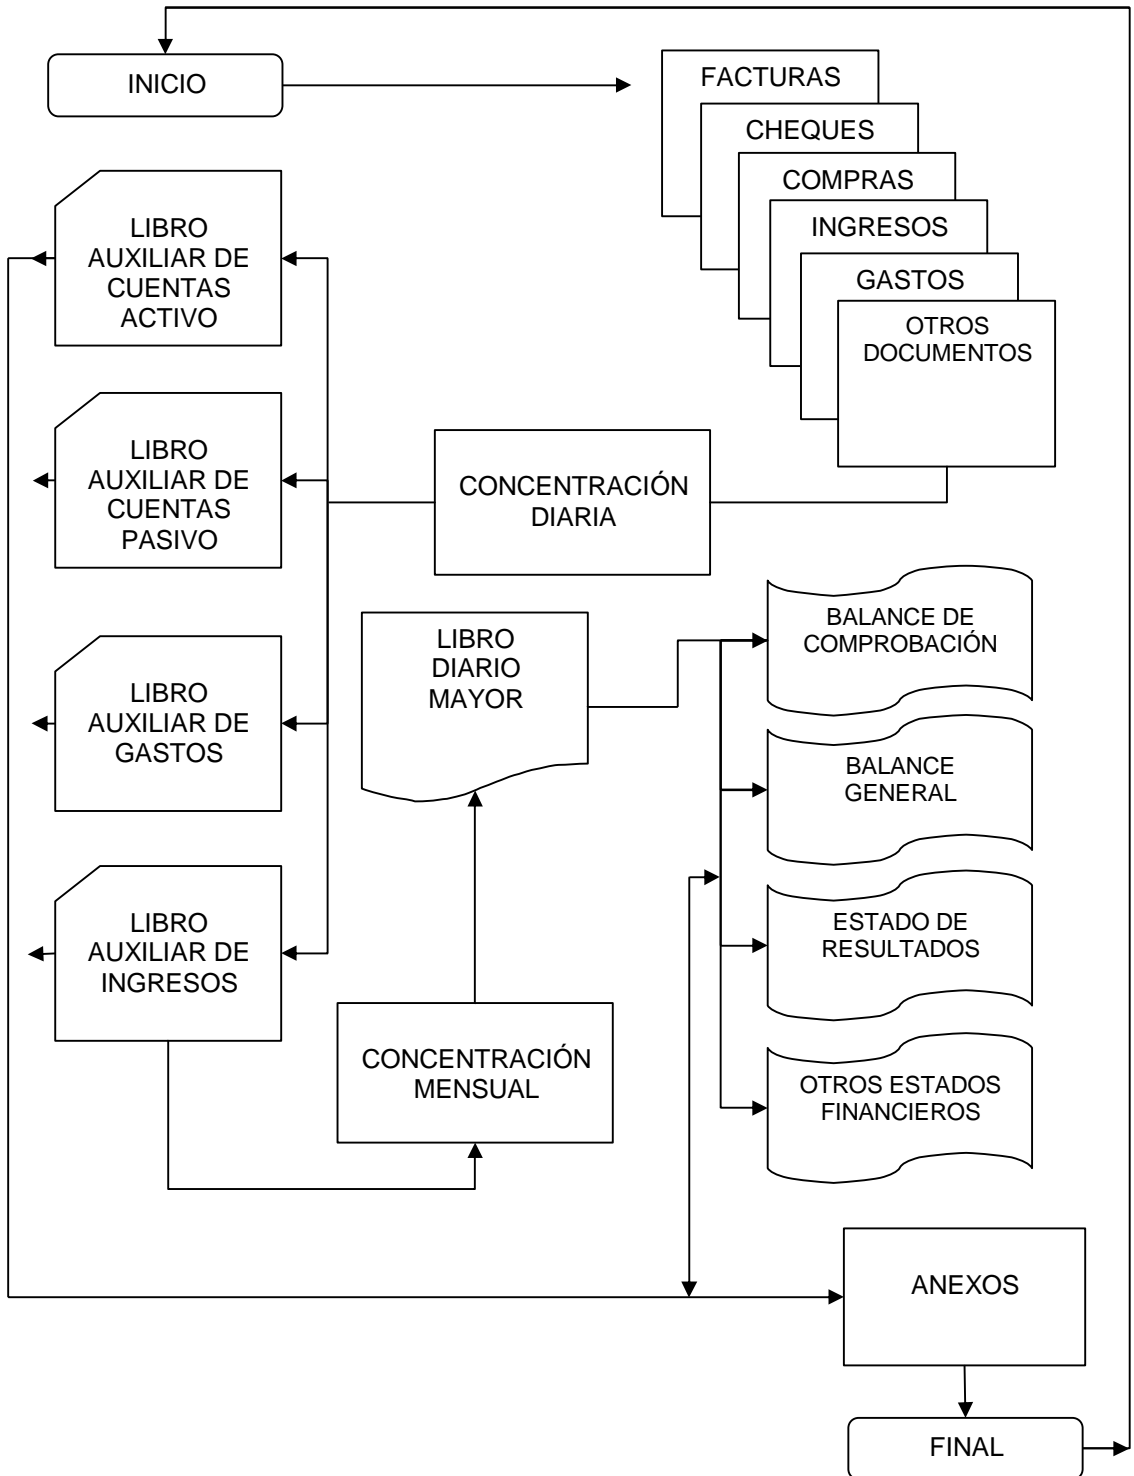 INICIO
FACTURAS
CHEQUES
COMPRAS
INGRESOS
GASTOS
OTROS
DOCUMENTOS
LIBRO
AUXILIAR DE
CUENTAS
ACTIVO
LIBRO
AUXILIAR DE
CUENTAS
PASIVO
CONCENTRACIÓN
DIARIA
LIBRO
AUXILIAR DE
GASTOS
LIBRO
DIARIO
MAYOR
BALANCE DE
COMPROBACIÓN
BALANCE
GENERAL
ESTADO DE
RESULTADOS
OTROS ESTADOS
FINANCIEROS
LIBRO
AUXILIAR DE
INGRESOS
CONCENTRACIÓN
MENSUAL
ANEXOS
FINAL